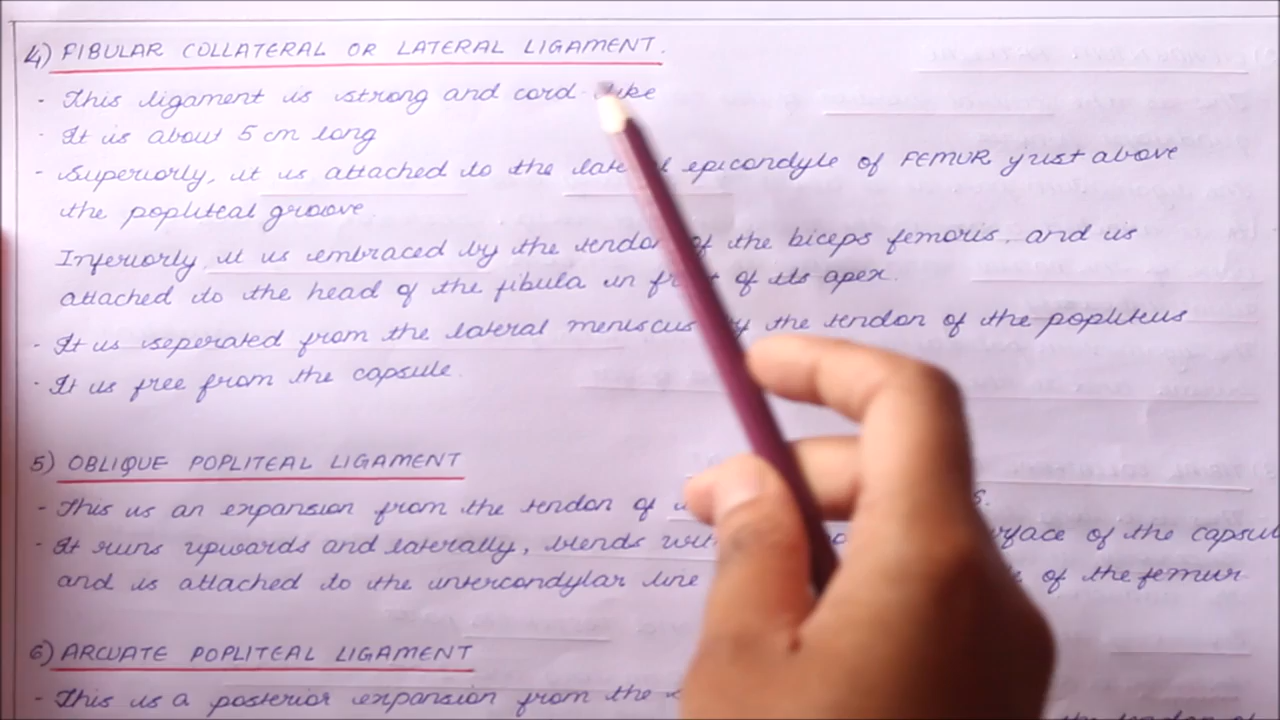 4) FIBULAR COLLATERAL OR LATERAL LIGAMENT.
- This ligament is strong and cord like
- It is about 5 cm long
- Superiorly, it is attached to the lateral epicondyle of FEMUR just above
the popliteal groove
Inferiorly it is embraced by the tendon of the biceps femoris, and is
attached to the head of the fibula in front of its apex.
- It is seperated from the lateral meniscus by the tendon of the popliteus
- It is free from the capsule.
5) OBLIQUE POPLITEAL LIGAMENT
- This is an expansion from the tendon of
- It runs upwards and laterally, blends with surface of the
and is attached to the intercondylar line of the femur
6) ARCUATE POPLITEAL LIGAMENT
- This is a posterior expansion from the